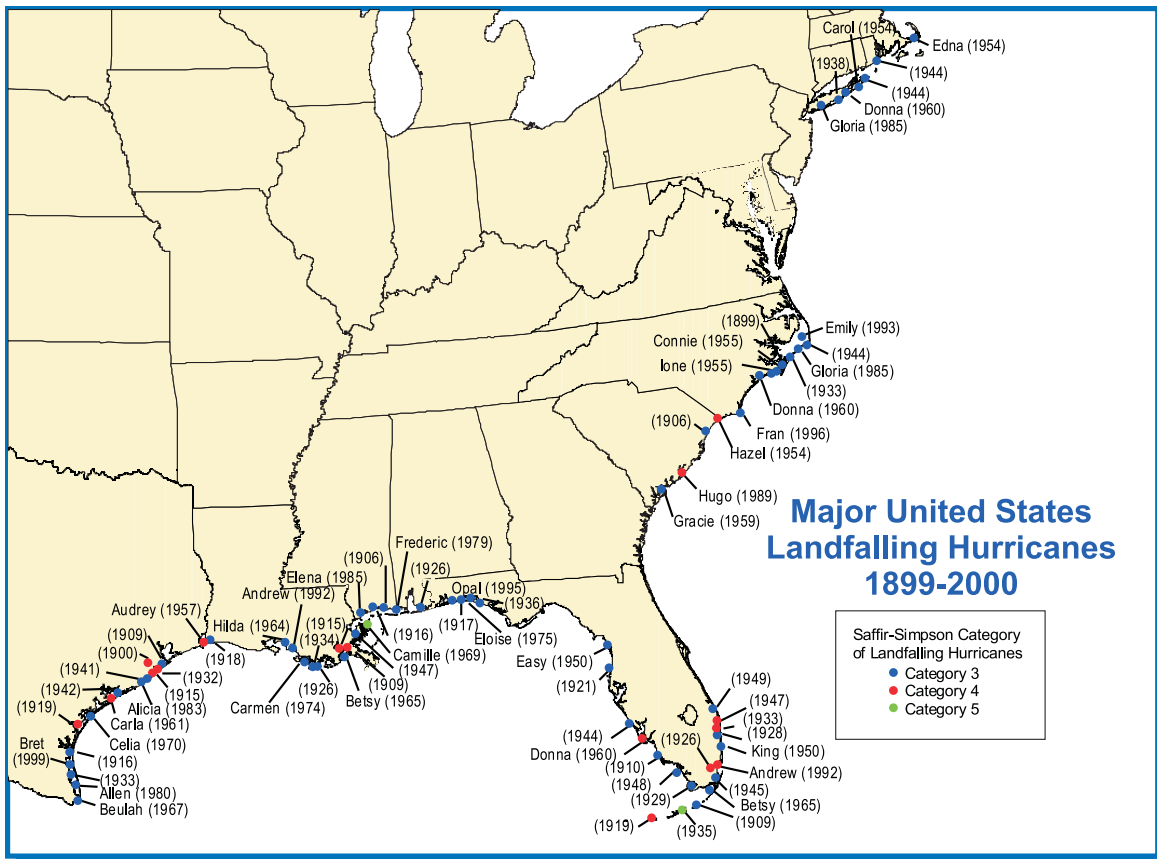 Carol (1954)
Edna (1954)
(1938)
(1944)
(1944)
Donna (1960)
Gloria (1985)
(1899)
Emily (1993)
Connie (1955)
(1944)
Ione (1955)
Gloria (1985)
(1933)
Donna (1960)
(1906)
Fran (1996)
Hazel (1954)
Hugo (1989)
Gracie (1959)
Major United States
Landfalling Hurricanes
1899-2000
Saffir-Simpson Category
of Landfalling Hurricanes
Category 3
Category 4
Category 5
Frederic (1979)
(1906)
(1926)
Elena (1985)
Opal (1995)
Andrew (1992)
(1936)
Audrey (1957)
Hilda (1964)
(1915)
(1917)
(1916)
Eloise (1975)
(1934)
(1909)
(1900)
(1918)
Camille (1969)
(1947)
(1941)
(1932)
(1926)
(1909)
(1915)
Betsy (1965)
(1942)
Alicia (1983)
Carmen (1974)
(1919)
Carla (1961)
Celia (1970)
Bret
(1999)
(1916)
(1933)
Allen (1980)
Beulah (1967)
Easy (1950)
(1921)
(1949)
(1947)
(1944)
(1933)
(1928)
(1926)
Donna (1960)
King (1950)
(1910)
Andrew (1992)
(1948)
(1945)
(1929)
Betsy (1965)
(1919)
(1935)
(1909)